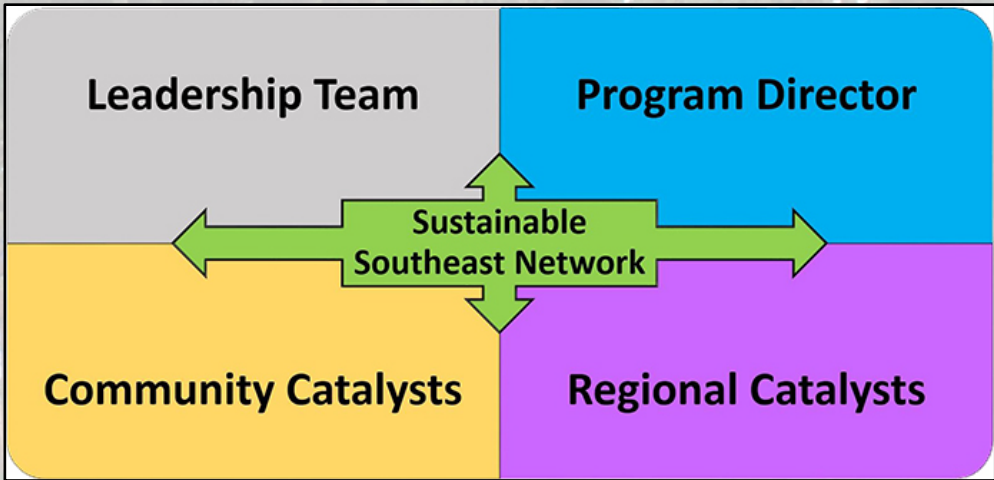 Leadership Team
Program Director
Sustainable
Southeast Network
Community Catalysts
Regional Catalysts